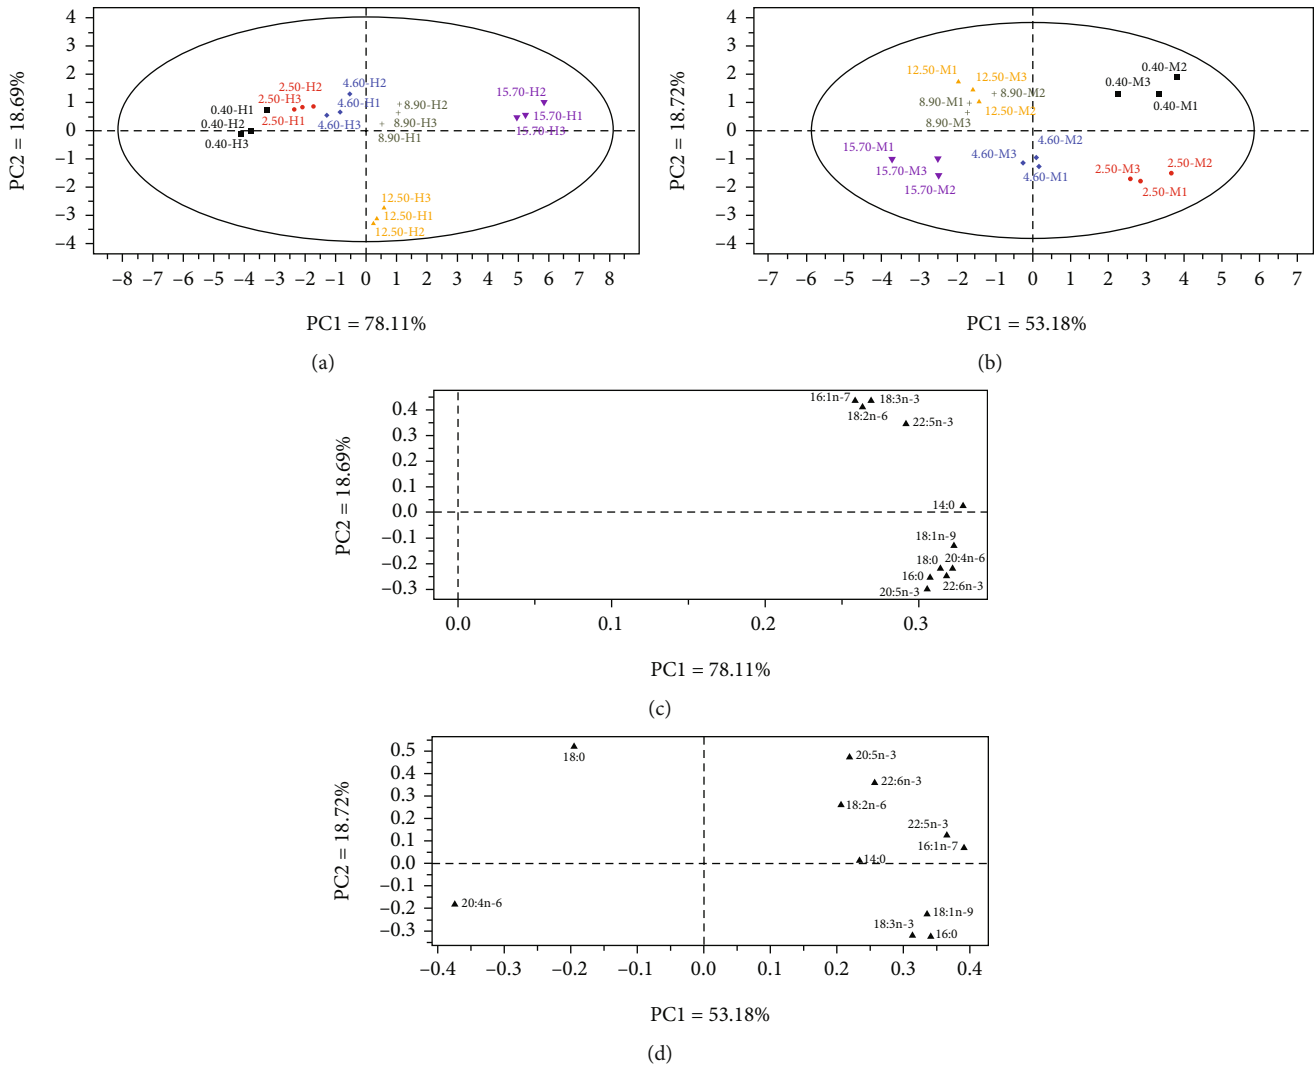 4
3
2
1
0
−1
−2
−3
−4
PC2 = 18.69%
0.40-H1
0.40-H2
0.40-H3
2.50-H2
2.50-H3
2.50-H1
4.60-H2
4.60-H1
4.60-H3
8.90-H2
8.90-H3
8.90-H1
15.70-H2
15.70-H1
15.70-H3
12.50-H3
12.50-H1
12.50-H2
−8 −7 −6 −5 −4 −3 −2 −1 0 1 2 3 4 5 6 7 8
PC1 = 78.11%
(a)
4
3
2
1
0
−1
−2
−3
−4
PC2 = 18.72%
12.50-M1
12.50-M3
8.90-M2
8.90-M1
12.50-M2
8.90-M3
0.40-M2
0.40-M3
0.40-M1
15.70-M1
15.70-M3
15.70-M2
4.60-M2
4.60-M3
4.60-M1
2.50-M2
2.50-M3
2.50-M1
−7 −6 −5 −4 −3 −2 −1 0 1 2 3 4 5 6 7
PC1 = 53.18%
(b)
0.4
0.3
0.2
0.1
0.0
−0.1
−0.2
−0.3
PC2 = 18.69%
16:1n-7
18:3n-3
18:2n-6
22:5n-3
14:0
18:1n-9
18:0
20:4n-6
16:0
22:6n-3
20:5n-3
0.0 0.1 0.2 0.3
PC1 = 78.11%
(c)
0.5
0.4
0.3
0.2
0.1
0.0
−0.1
−0.2
−0.3
PC2 = 18.72%
18:0
20:5n-3
22:6n-3
18:2n-6
22:5n-3
16:1n-7
14:0
20:4n-6
18:1n-9
18:3n-3
16:0
−0.4 −0.3 −0.2 −0.1 0.0 0.1 0.2 0.3 0.4
PC1 = 53.18%
(d)